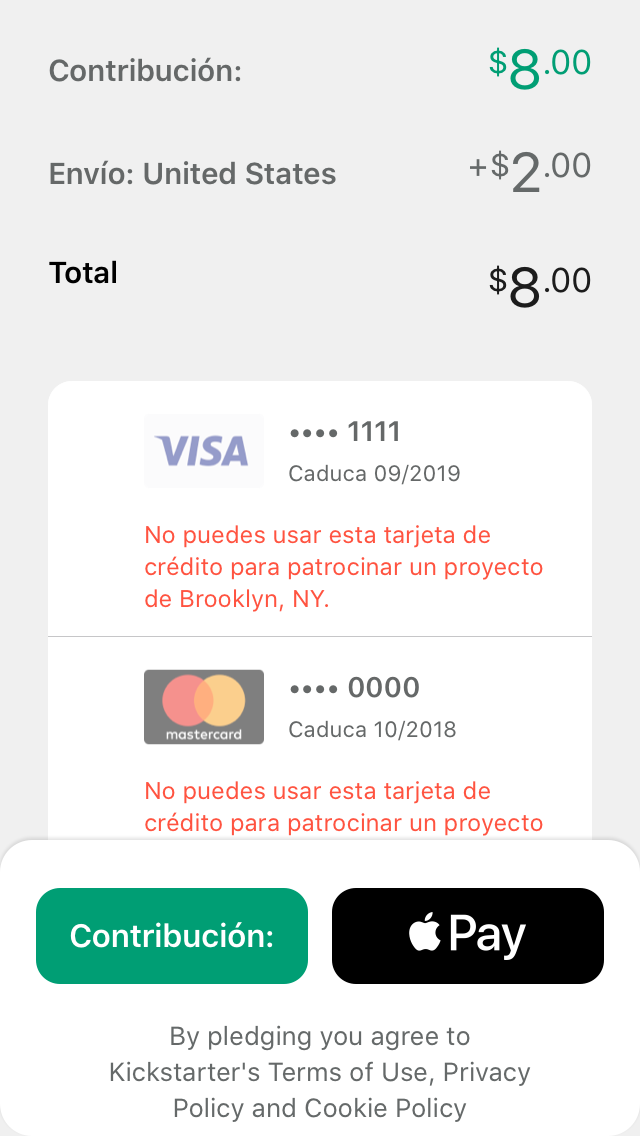 Contribución: $8.00
Envío: United States +$2.00
Total $8.00
VISA •••• 1111
Caduca 09/2019
No puedes usar esta tarjeta de
crédito para patrocinar un proyecto
de Brooklyn, NY.
mastercard •••• 0000
Caduca 10/2018
No puedes usar esta tarjeta de
crédito para patrocinar un proyecto
Contribución: Pay
By pledging you agree to
Kickstarter's Terms of Use, Privacy
Policy and Cookie Policy